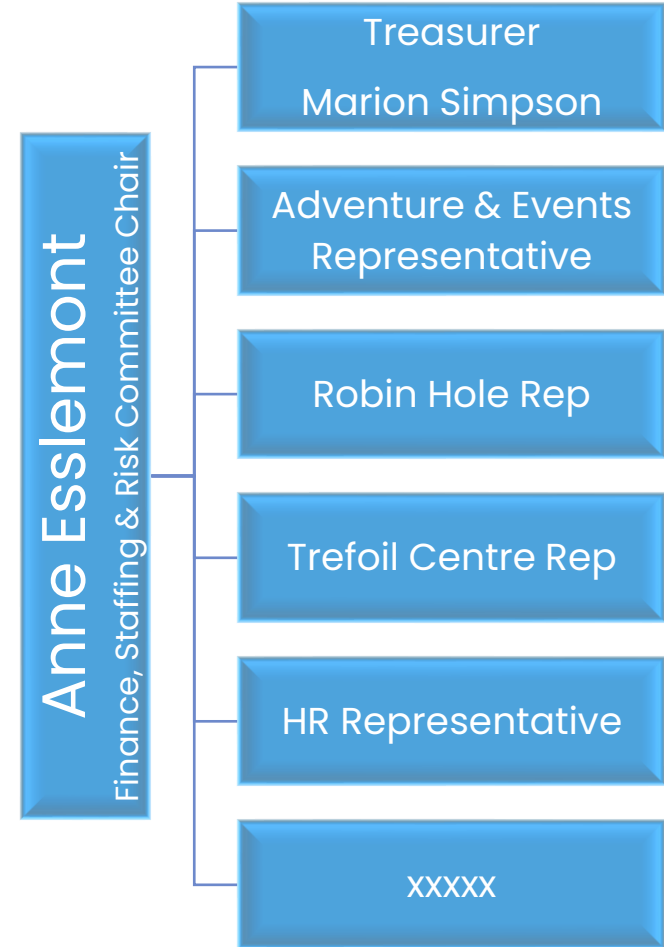 Anne Esslemont
Finance, Staffing & Risk Committee Chair
Treasurer
Marion Simpson
Adventure & Events
Representative
Robin Hole Rep
Trefoil Centre Rep
HR Representative
xxxxx